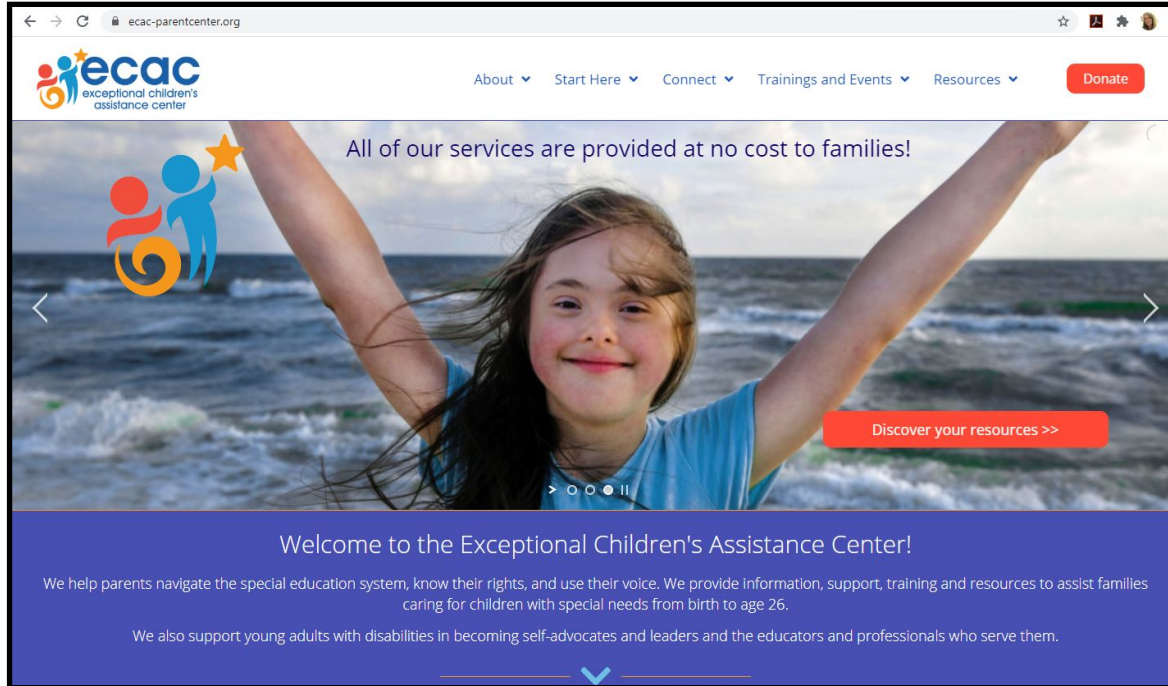 ecac-parentcenter.org
ecac
exceptional children's
assistance center
About
Start Here
Connect
Trainings and Events
Resources
Donate
All of our services are provided at no cost to families!
Discover your resources >>
Welcome to the Exceptional Children's Assistance Center!
We help parents navigate the special education system, know their rights, and use their voice. We provide information, support, training and resources to assist families
caring for children with special needs from birth to age 26.
We also support young adults with disabilities in becoming self-advocates and leaders and the educators and professionals who serve them.